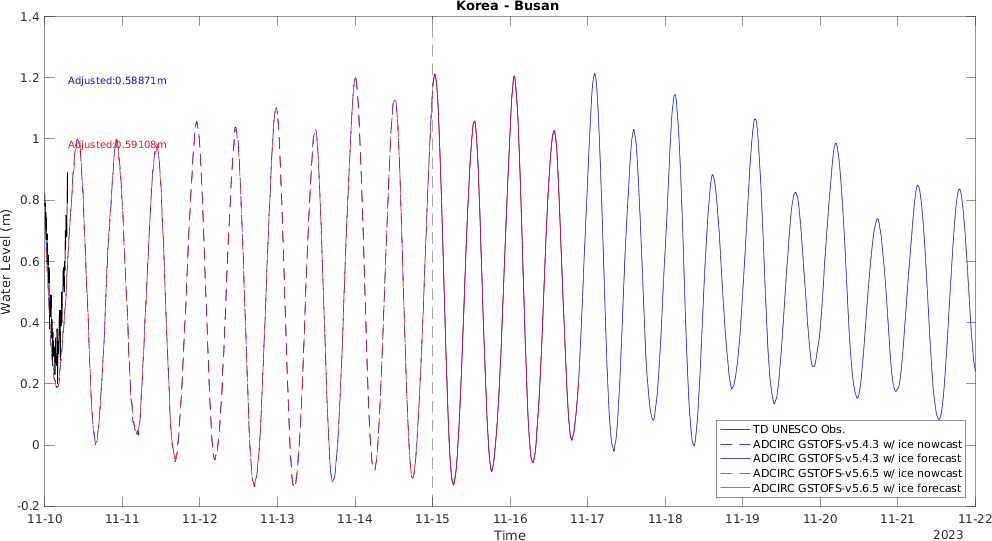 Korea - Busan
1.4
1.2
1
0.8
0.6
0.4
0.2
0
-0.2
Water Level (m)
Adjusted:0.58871m
Adjusted:0.59108m
TD UNESCO Obs.
ADCIRC GSTOFS-v5.4.3 w/ ice nowcast
ADCIRC GSTOFS-v5.4.3 w/ ice forecast
ADCIRC GSTOFS-v5.6.5 w/ ice nowcast
ADCIRC GSTOFS-v5.6.5 w/ ice forecast
11-10 11-11 11-12 11-13 11-14 11-15 11-16 11-17 11-18 11-19 11-20 11-21 11-22
Time
2023